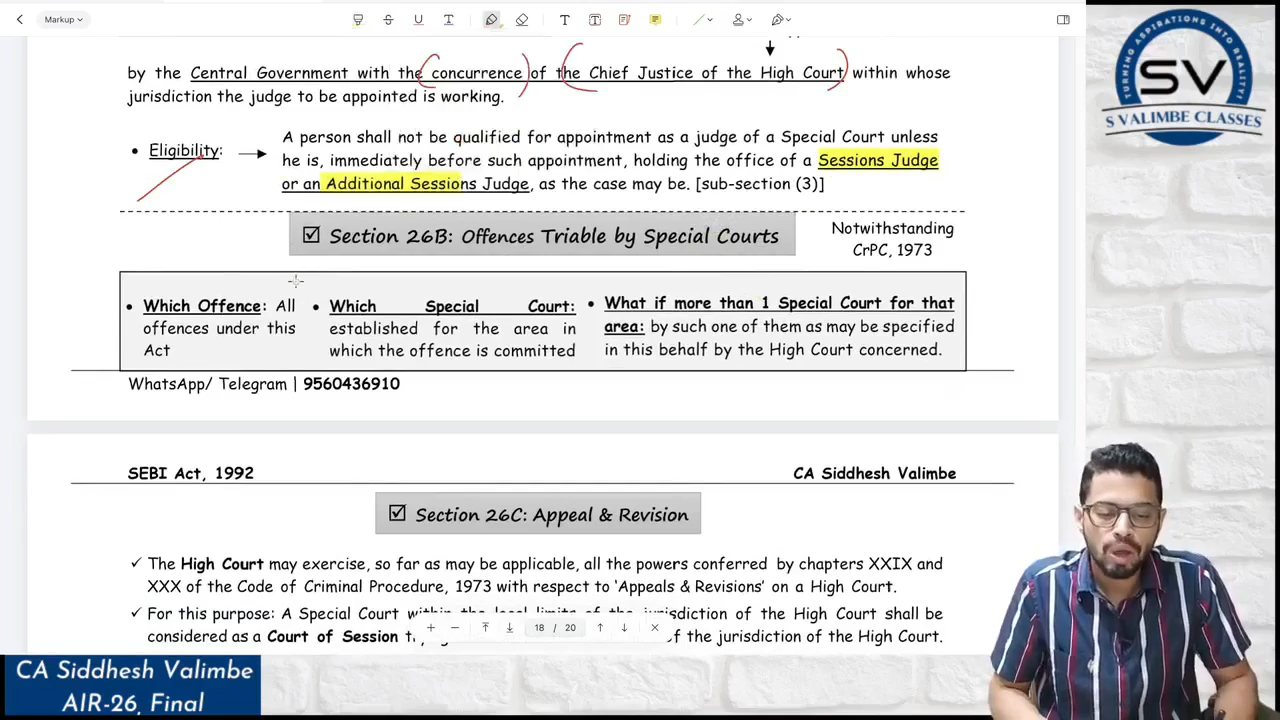 Markup
by the Central Government with the concurrence of the Chief Justice of the High Court within whose
jurisdiction the judge to be appointed is working.
• Eligibility:
A person shall not be qualified for appointment as a judge of a Special Court unless
he is, immediately before such appointment, holding the office of a Sessions Judge
or an Additional Sessions Judge, as the case may be. [sub-section (3)]
Section 26B: Offences Triable by Special Courts
Notwithstanding
CrPC, 1973
• Which Offence: All
offences under this
Act
• Which Special Court:
established for the area in
which the offence is committed
• What if more than 1 Special Court for that
area: by such one of them as may be specified
in this behalf by the High Court concerned.
WhatsApp/ Telegram | 9560436910
SEBI Act, 1992
CA Siddhesh Valimbe
Section 26C: Appeal & Revision
✓ The High Court may exercise, so far as may be applicable, all the powers conferred by chapters XXIX and
XXX of the Code of Criminal Procedure, 1973 with respect to 'Appeals & Revisions' on a High Court.
✓ For this purpose: A Special Court within the local limits of the jurisdiction of the High Court shall be
considered as a Court of Session of the jurisdiction of the High Court.
18 / 20
TURNING ASPIRATIONS INTO REALITY!
SV
S VALIMBE CLASSES
CA Siddhesh Valimbe
AIR-26, Final